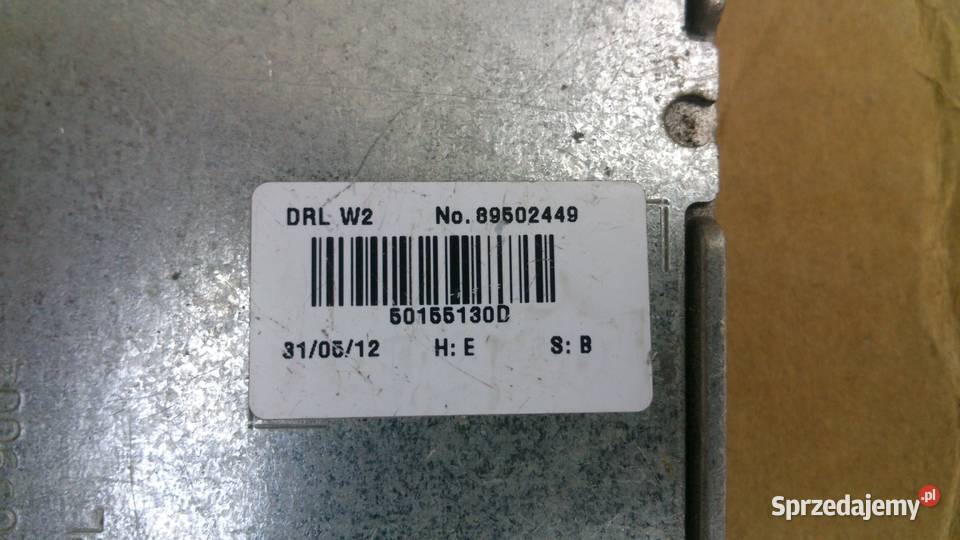 DRL W2 No. 89502449
50155130D
31/05/12 H: E S: B
Sprzedajemy.pl